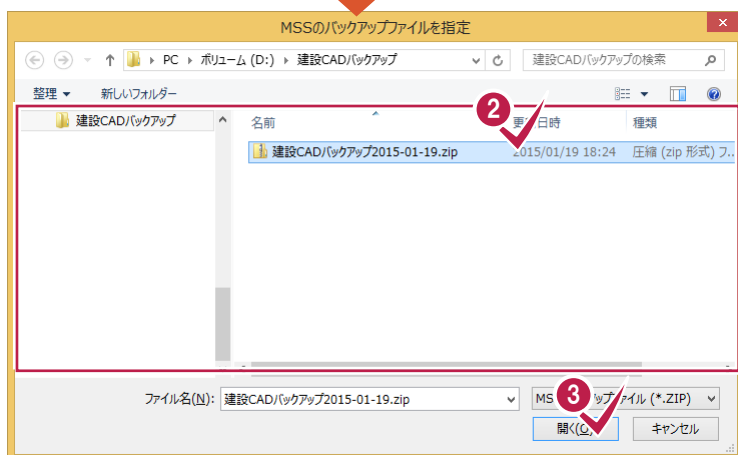 MSSのバックアップファイルを指定
PC ボリューム (D:) 建設CADバックアップ 建設CADバックアップの検索
整理 新しいフォルダー
建設CADバックアップ
名前 2 日時 種類
建設CADバックアップ2015-01-19.zip 2015/01/19 18:24 圧縮 (zip 形式) フ...
ファイル名(N): 建設CADバックアップ2015-01-19.zip MS 3 イル (*.ZIP)
開く(O) キャンセル